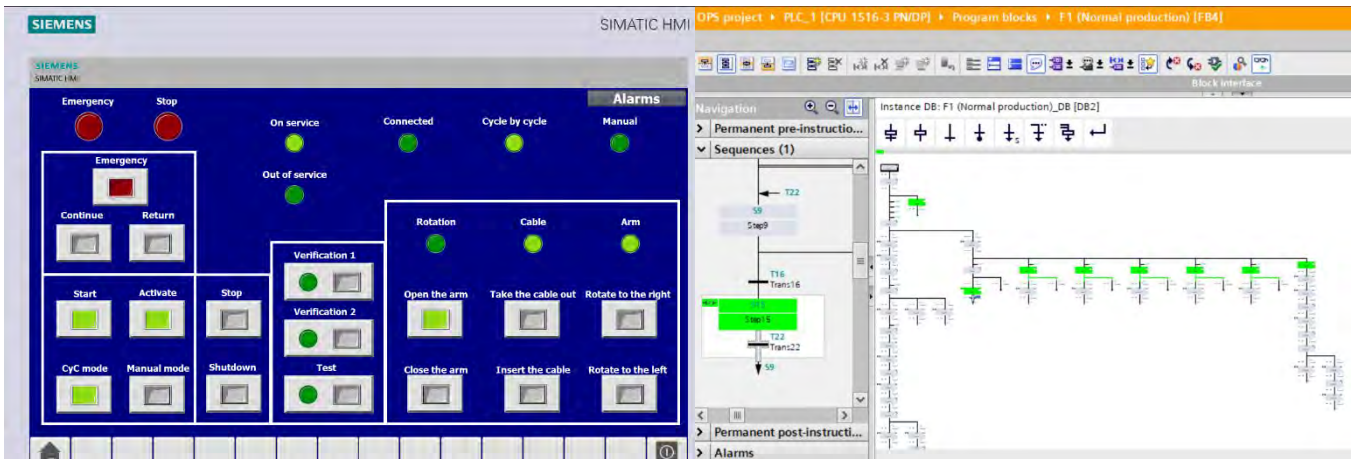 SIEMENS
SIMATIC HMI
SIEMENS
SIMATIC HMI
Alarms
Emergency
Stop
On service
Connected
Cycle by cycle
Manual
Out of service
Emergency
Continue
Return
Rotation
Cable
Arm
Verification 1
Start
Activate
Stop
Open the arm
Take the cable out
Rotate to the right
Verification 2
CyC mode
Manual mode
Shutdown
Test
Close the arm
Insert the cable
Rotate to the left
OPS project PLC_1 [CPU 1516-3 PN/DP] Program blocks F1 (Normal production) [FB4]
Block interface
Navigation
Permanent pre-instructio...
Sequences (1)
T22
S9
Step9
T16
Trans16
Step15
T22
Trans22
S9
Permanent post-instructi...
Alarms
Instance DB: F1 (Normal production)_DB [DB2]